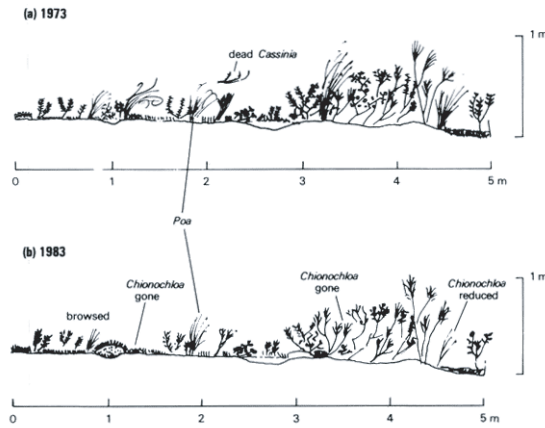 (a) 1973
1 m
dead Cassinia
0 1 2 3 4 5 m
Poa
(b) 1983
1 m
Chionochloa
gone
Chionochloa
gone
Chionochloa
reduced
browsed
0 1 2 3 4 5 m